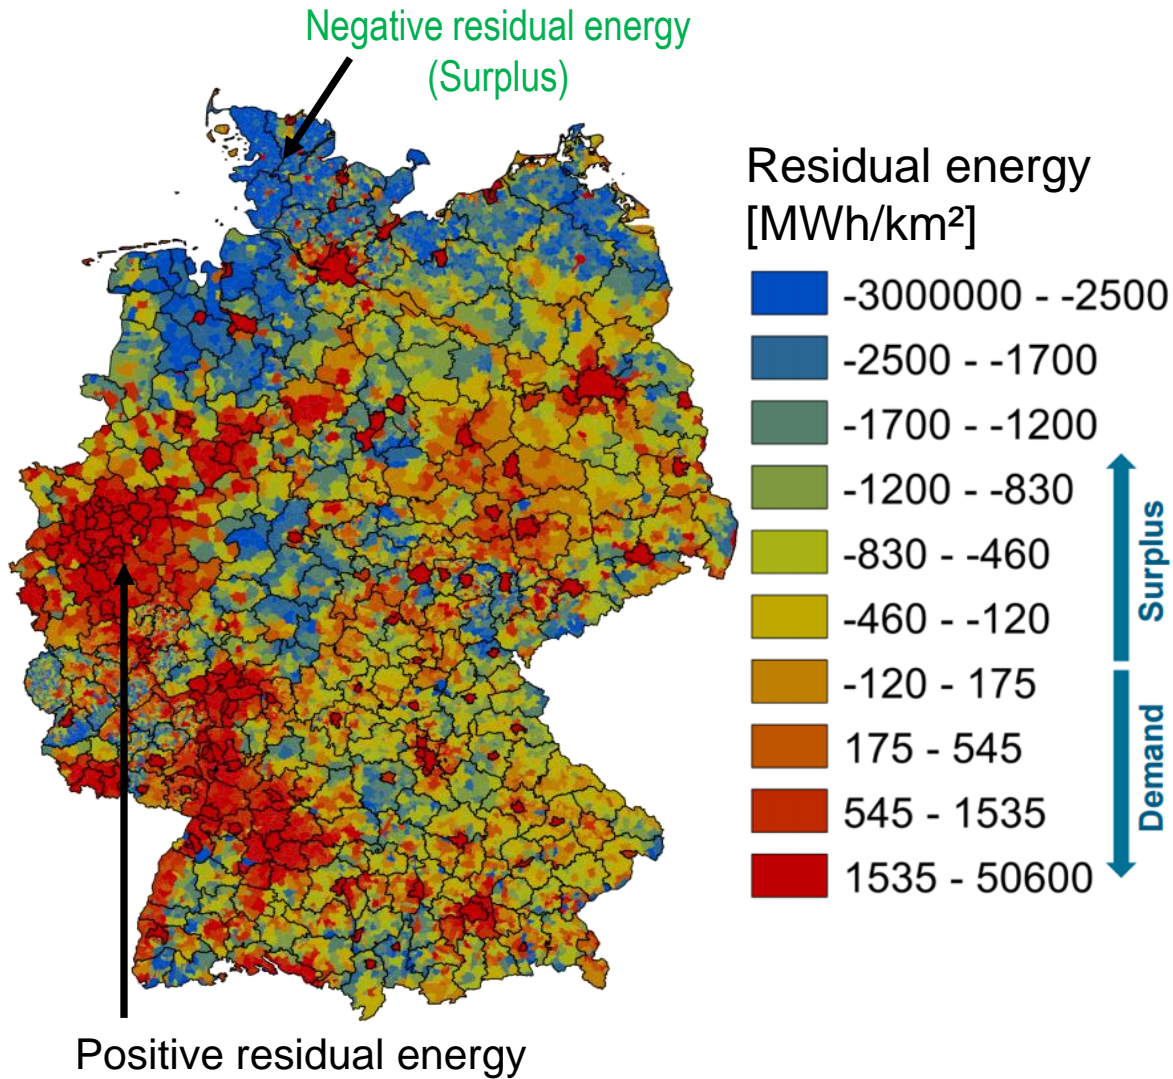 Negative residual energy
(Surplus)
Residual energy
[MWh/km²]
-3000000 - -2500
-2500 - -1700
-1700 - -1200
-1200 - -830
-830 - -460
-460 - -120
-120 - 175
175 - 545
545 - 1535
1535 - 50600
Surplus
Demand
Positive residual energy